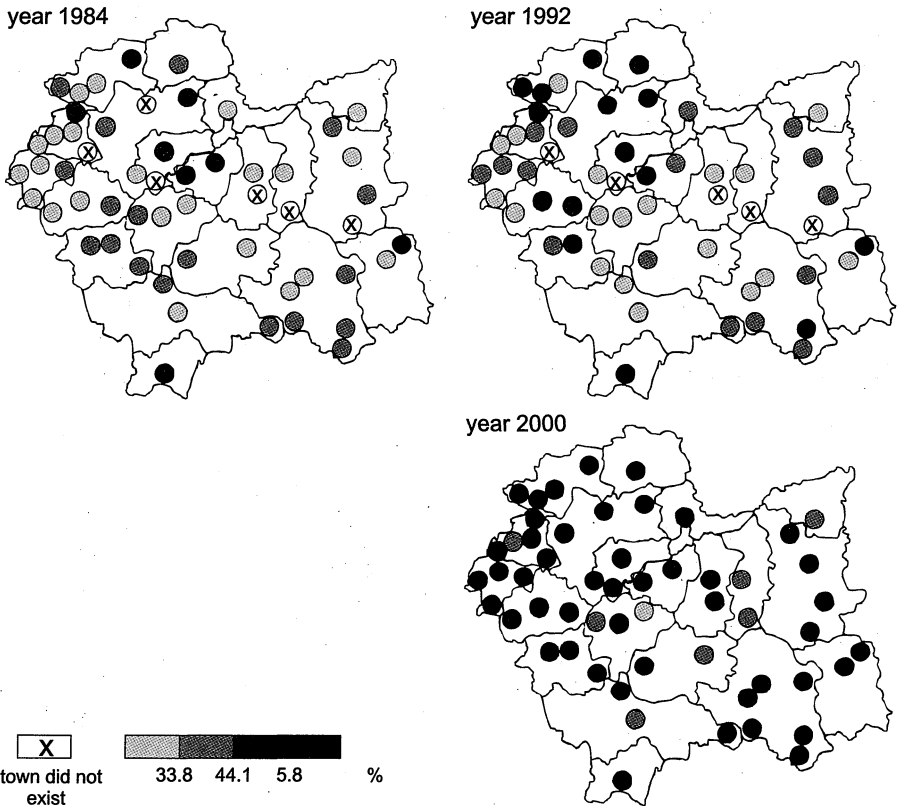 year 1984
year 1992
X
X
X
X
X
X
X
X
X
X
X
X
year 2000
X
town did not
exist
33.8 44.1 5.8 %